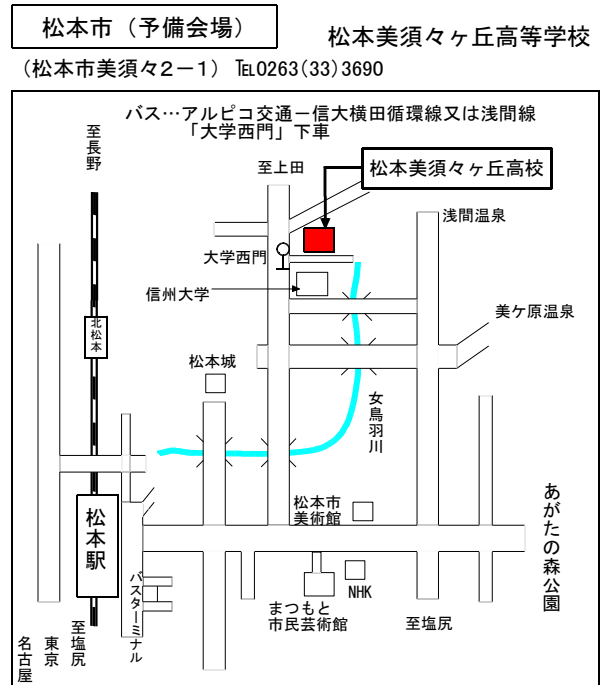 松本市（予備会場）
松本美須々ヶ丘高等学校
（松本市美須々２－１） ℡0263(33)3690
バス…アルピコ交通－信大横田循環線又は浅間線
「大学西門」下車
至長野
至上田
松本美須々ヶ丘高校
浅間温泉
大学西門
信州大学
美ケ原温泉
北松本
松本城
女鳥羽川
あがたの森公園
松本市
美術館
松本駅
バスターミナル
NHK
まつもと
市民芸術館
至塩尻
至塩尻
東京
名古屋